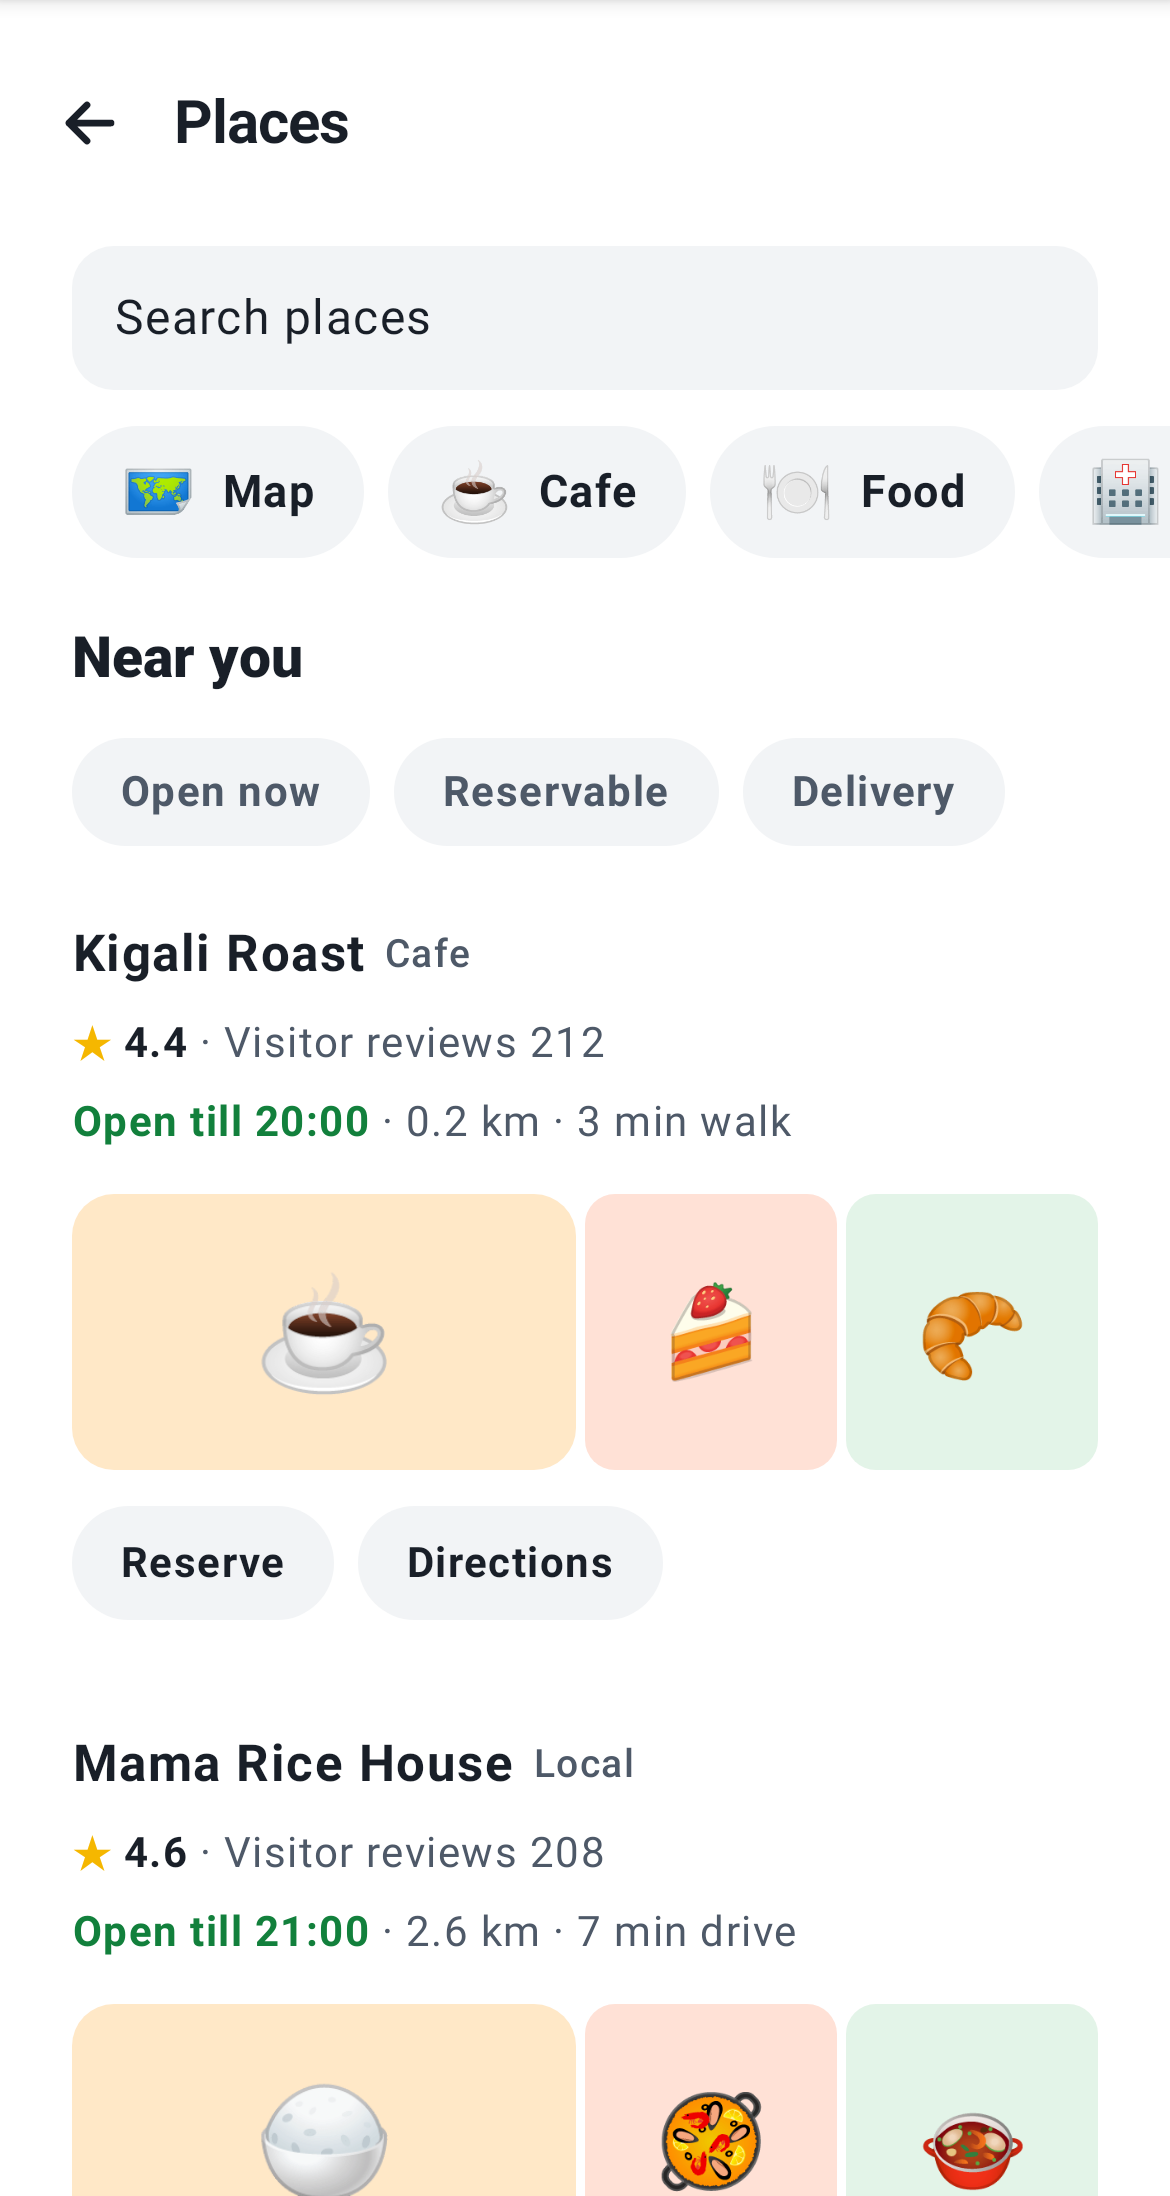 Places
Search places
Map Cafe Food
Near you
Open now Reservable Delivery
Kigali Roast Cafe
★ 4.4 · Visitor reviews 212
Open till 20:00 · 0.2 km · 3 min walk
Reserve Directions
Mama Rice House Local
★ 4.6 · Visitor reviews 208
Open till 21:00 · 2.6 km · 7 min drive